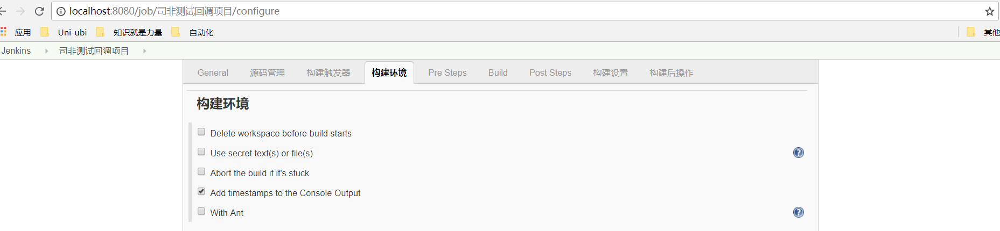 localhost:8080/job/司非测试回调项目/configure
应用 Uni-ubi 知识就是力量 自动化 其他
Jenkins 司非测试回调项目
General 源码管理 构建触发器 构建环境 Pre Steps Build Post Steps 构建设置 构建后操作
构建环境
Delete workspace before build starts
Use secret text(s) or file(s)
Abort the build if it's stuck
Add timestamps to the Console Output
With Ant